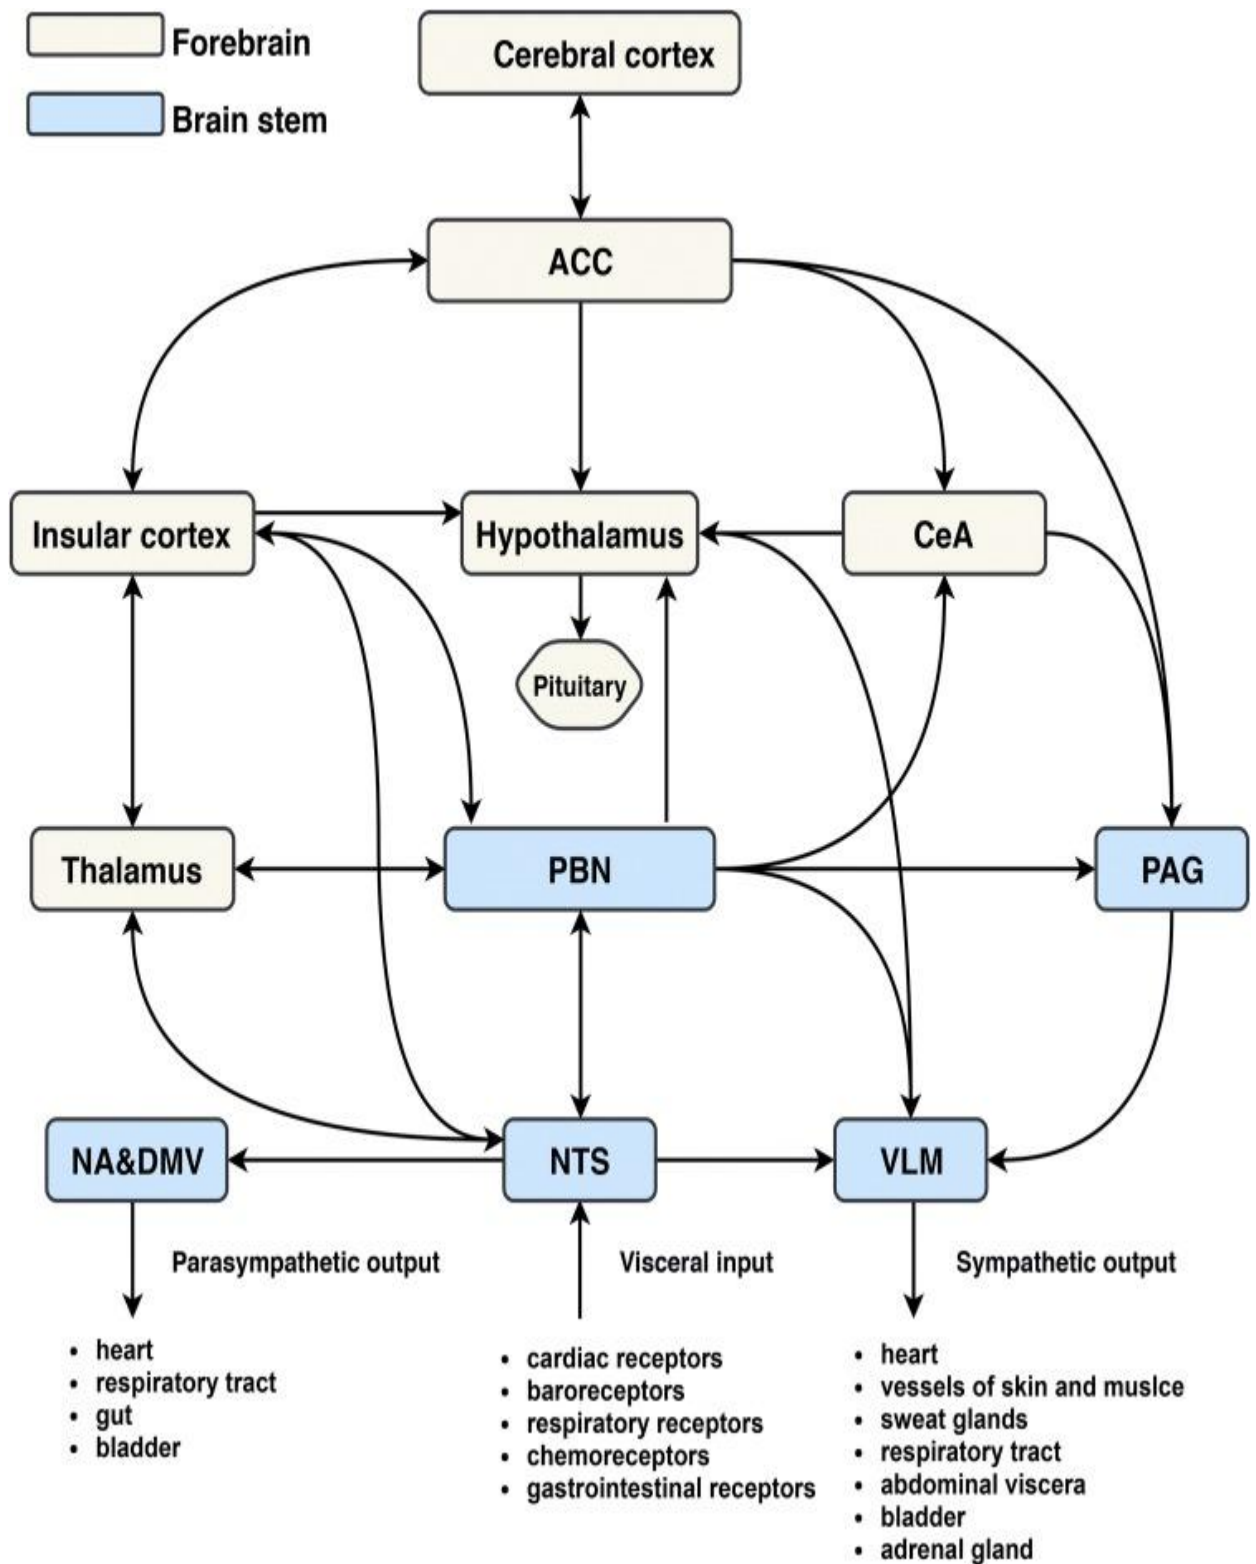 Forebrain
Brain stem
Cerebral cortex
ACC
Insular cortex
Hypothalamus
CeA
Pituitary
Thalamus
PBN
PAG
NA&DMV
NTS
VLM
Parasympathetic output
Visceral input
Sympathetic output
• heart
• respiratory tract
• gut
• bladder
• cardiac receptors
• baroreceptors
• respiratory receptors
• chemoreceptors
• gastrointestinal receptors
• heart
• vessels of skin and muslce
• sweat glands
• respiratory tract
• abdominal viscera
• bladder
• adrenal gland